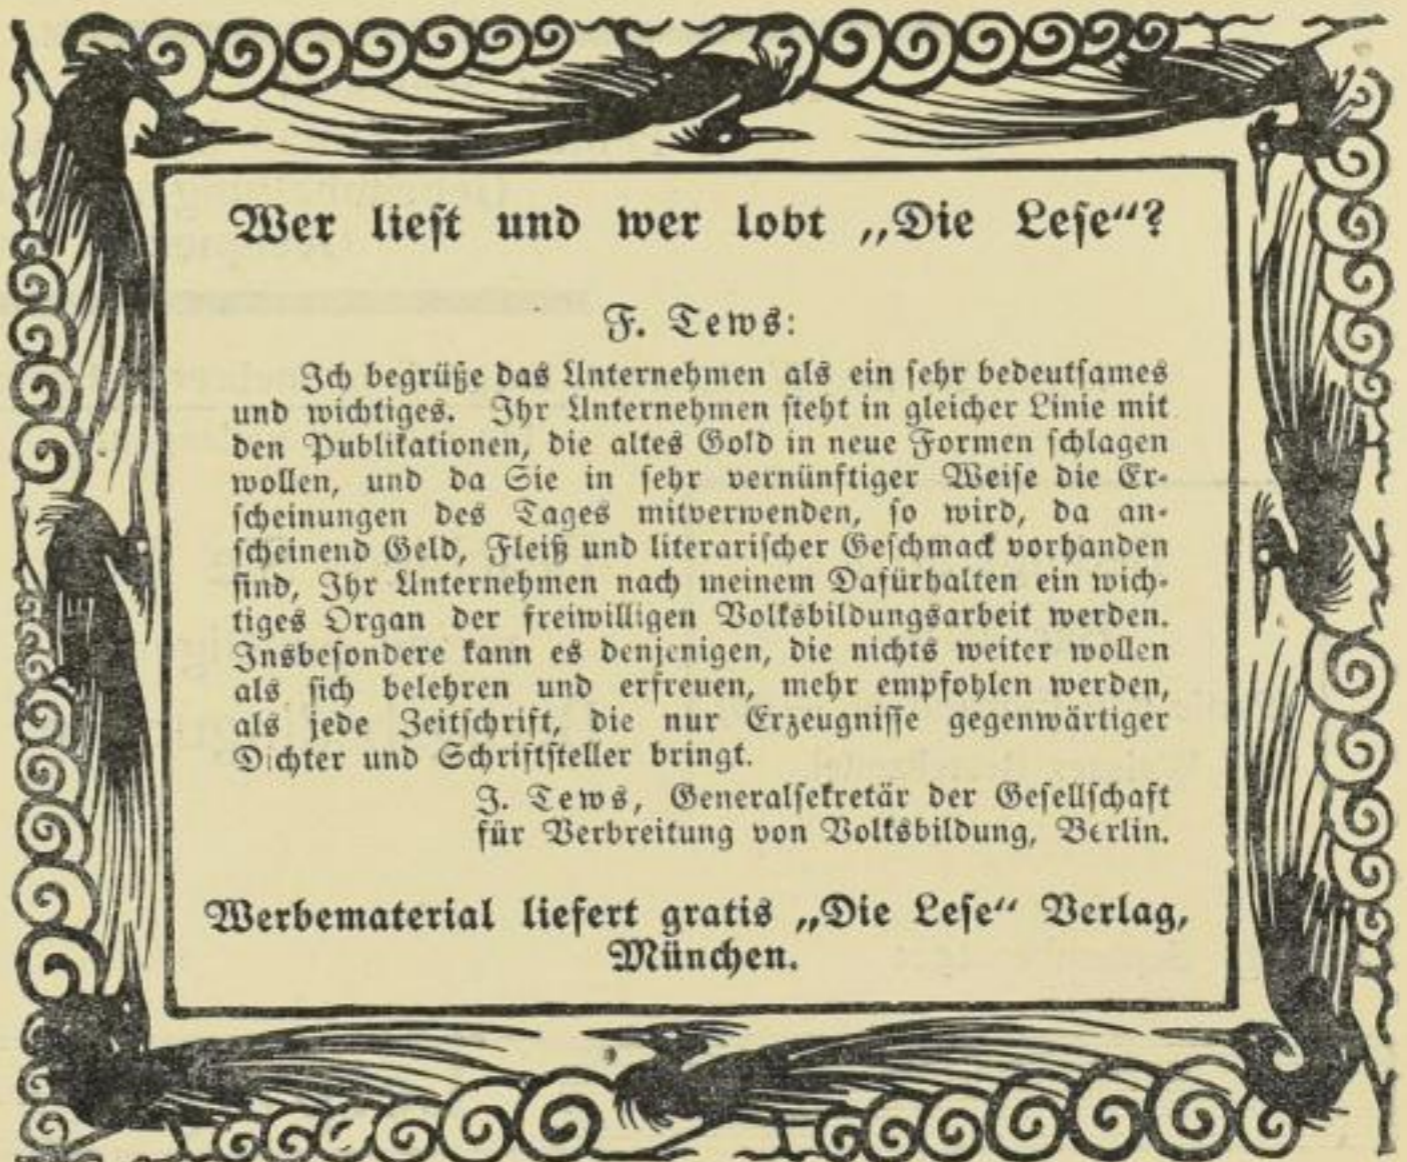 Wer lieſt und wer lobt „Die Leſe“?
F. Tews:
Ich begrüße das Unternehmen als ein ſehr bedeutſames
und wichtiges. Ihr Unternehmen ſteht in gleicher Linie mit
den Publikationen, die altes Gold in neue Formen ſchlagen
wollen, und da Sie in ſehr vernünftiger Weiſe die Er-
ſcheinungen des Tages mitverwenden, ſo wird, da an-
ſcheinend Geld, Fleiß und literariſcher Geſchmack vorhanden
ſind, Ihr Unternehmen nach meinem Dafürhalten ein wich-
tiges Organ der freiwilligen Volksbildungsarbeit werden.
Insbeſondere kann es denjenigen, die nichts weiter wollen
als ſich belehren und erfreuen, mehr empfohlen werden,
als jede Zeitſchrift, die nur Erzeugniſſe gegenwärtiger
Dichter und Schriftſteller bringt.
J. Tews, Generalſekretär der Geſellſchaft
für Verbreitung von Volksbildung, Berlin.
Werbematerial liefert gratis „Die Leſe“ Verlag,
München.